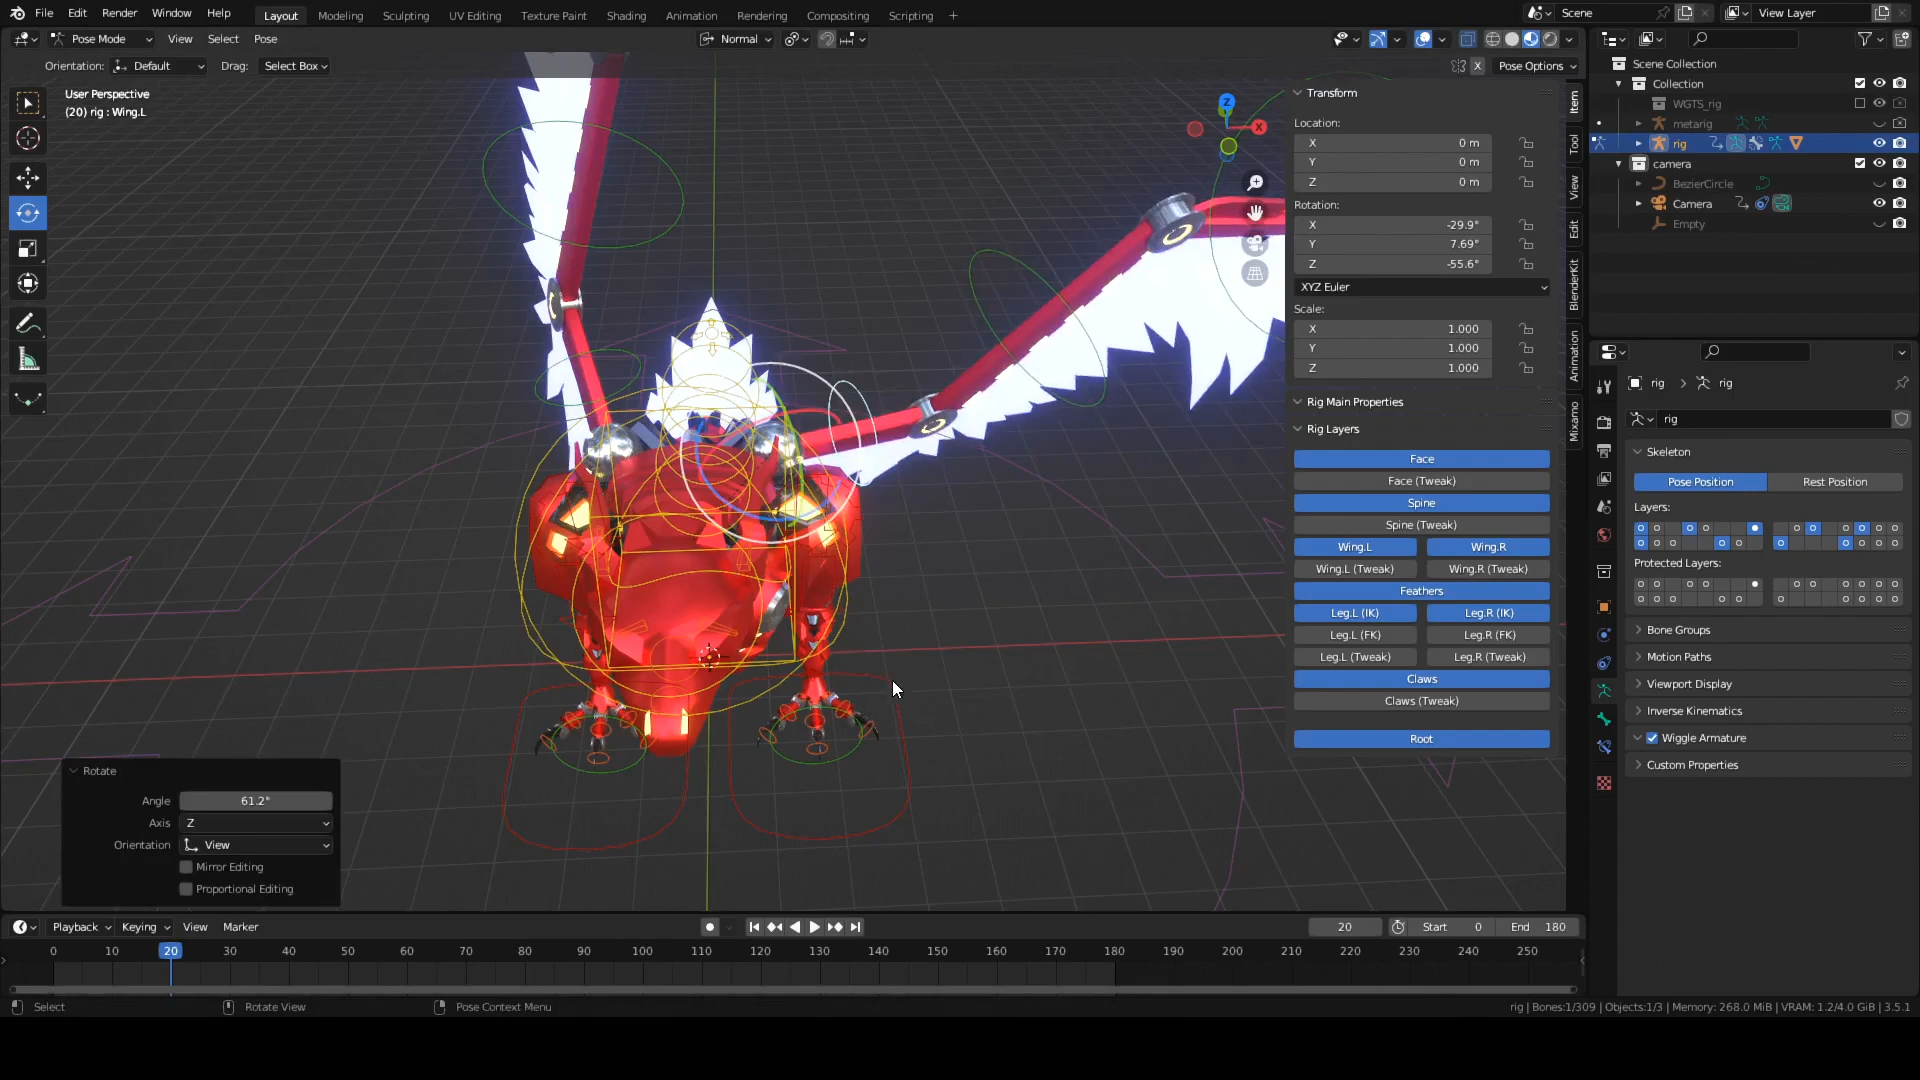 File Edit Render Window Help Layout Modeling Sculpting UV Editing Texture Paint Shading Animation Rendering Compositing Scripting + Scene View Layer
Pose Mode View Select Pose Normal
Orientation: Default Drag: Select Box X Pose Options
User Perspective
(20) rig : Wing.L
Z
X
Transform
Location:
X 0 m
Y 0 m
Z 0 m
Rotation:
X -29.9°
Y 7.69°
Z -55.6°
XYZ Euler
Scale:
X 1.000
Y 1.000
Z 1.000
Rig Main Properties
Rig Layers
Face
Face (Tweak)
Spine
Spine (Tweak)
Wing.L Wing.R
Wing.L (Tweak) Wing.R (Tweak)
Feathers
Leg.L (IK) Leg.R (IK)
Leg.L (FK) Leg.R (FK)
Leg.L (Tweak) Leg.R (Tweak)
Claws
Claws (Tweak)
Root
Item
Tool
View
Edit
BlenderKit
Animation
Mixamo
Scene Collection
Collection
WGTS_rig
metarig
rig
camera
BezierCircle
Camera
Empty
rig > rig
rig
Skeleton
Pose Position Rest Position
Layers:
Protected Layers:
Bone Groups
Motion Paths
Viewport Display
Inverse Kinematics
Wiggle Armature
Custom Properties
Rotate
Angle 61.2°
Axis Z
Orientation View
Mirror Editing
Proportional Editing
Playback Keying View Marker 20 Start 0 End 180
0 10 20 30 40 50 60 70 80 90 100 110 120 130 140 150 160 170 180 190 200 210 220 230 240 250
Select Rotate View Pose Context Menu rig | Bones:1/309 | Objects:1/3 | Memory: 268.0 MiB | VRAM: 1.2/4.0 GiB | 3.5.1